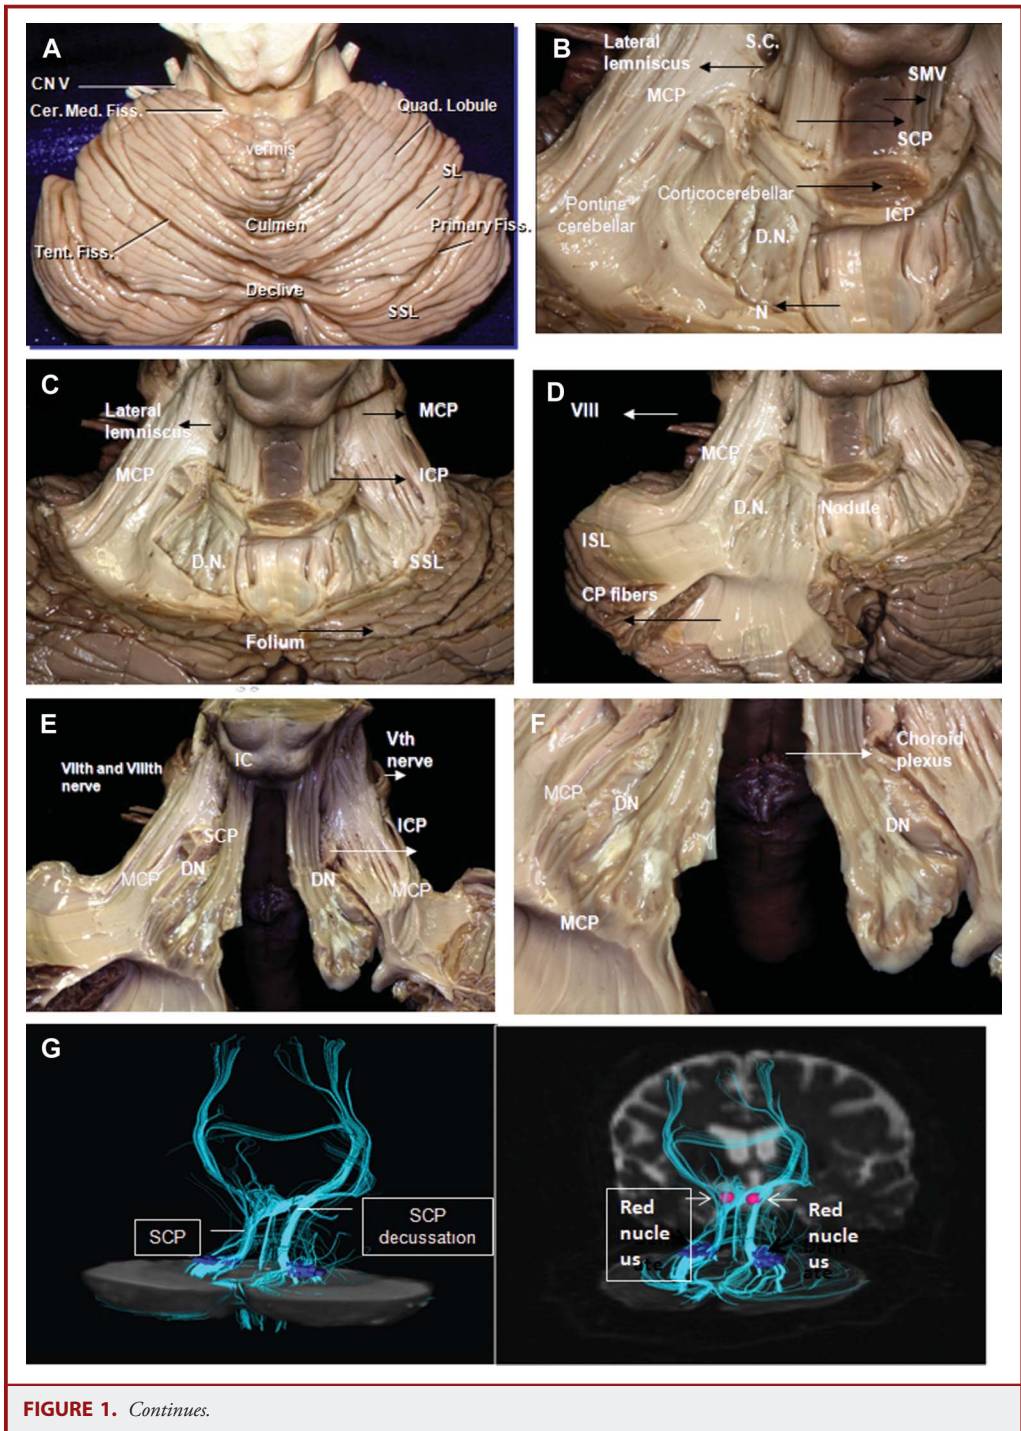 A
CN V
Cer. Med. Fiss.
Quad. Lobule
vermis
SL
Culmen
Primary Fiss.
Tent. Fiss.
Declive
SSL
B
Lateral
lemniscus
S.C.
MCP
SMV
SCP
Corticocerebellar
Pontine
cerebellar
ICP
D.N.
N
C
Lateral
lemniscus
MCP
MCP
ICP
D.N.
SSL
Folium
D
VIII
MCP
D.N.
Nodule
ISL
CP fibers
E
IC
Vth
nerve
VIIth and VIIIth
nerve
ICP
SCP
DN
MCP
DN
MCP
F
Choroid
plexus
MCP
DN
DN
MCP
G
SCP
SCP
decussation
Red
nucle
us
Red
nucle
us
ate
FIGURE 1. Continues.